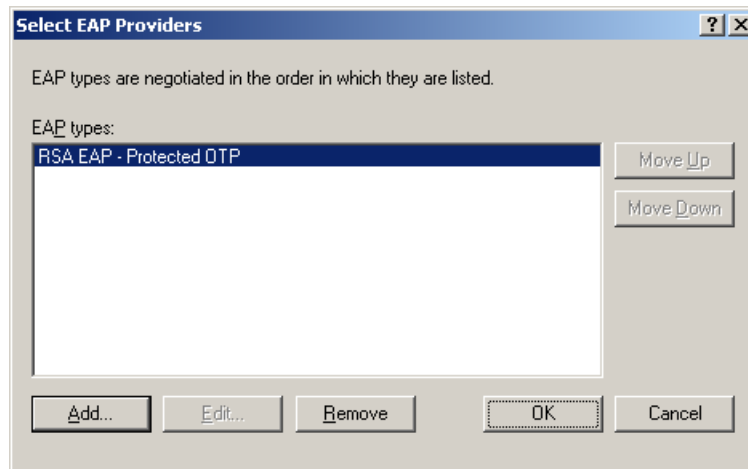 Select EAP Providers
EAP types are negotiated in the order in which they are listed.
EAP types:
RSA EAP - Protected OTP
Move Up
Move Down
Add...
Edit...
Remove
OK
Cancel